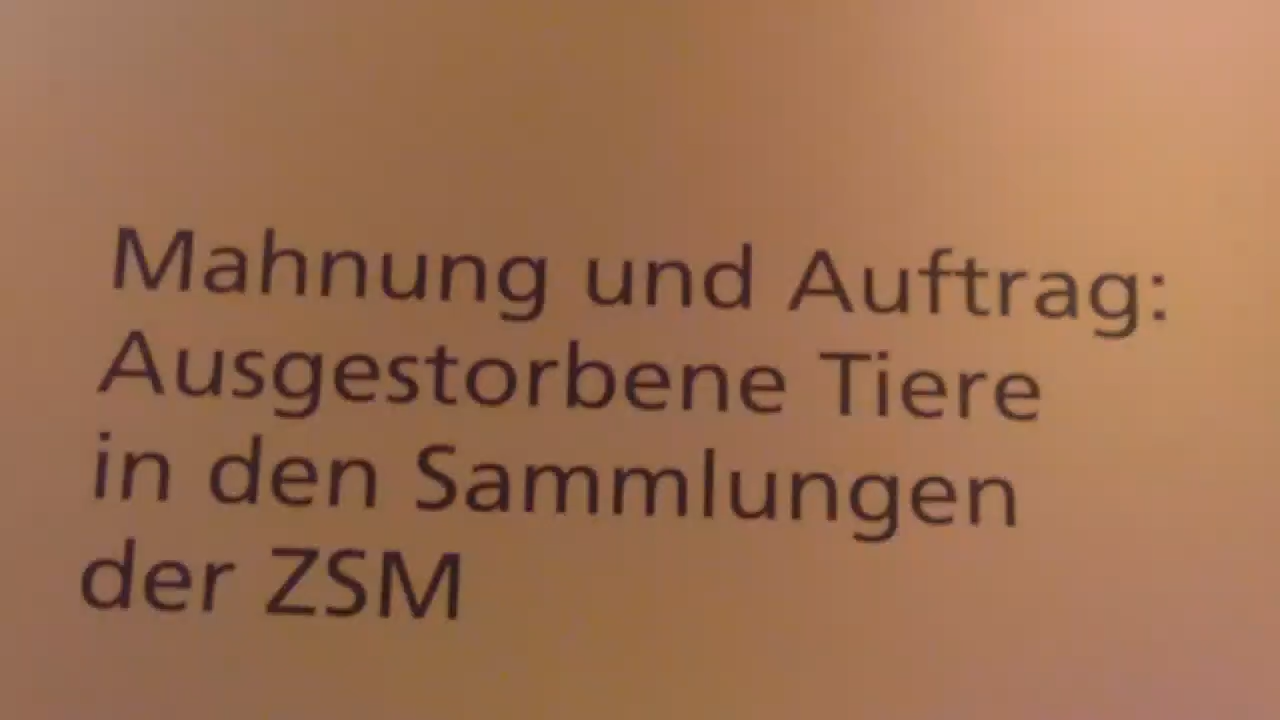 Mahnung und Auftrag:
Ausgestorbene Tiere
in den Sammlungen
der ZSM